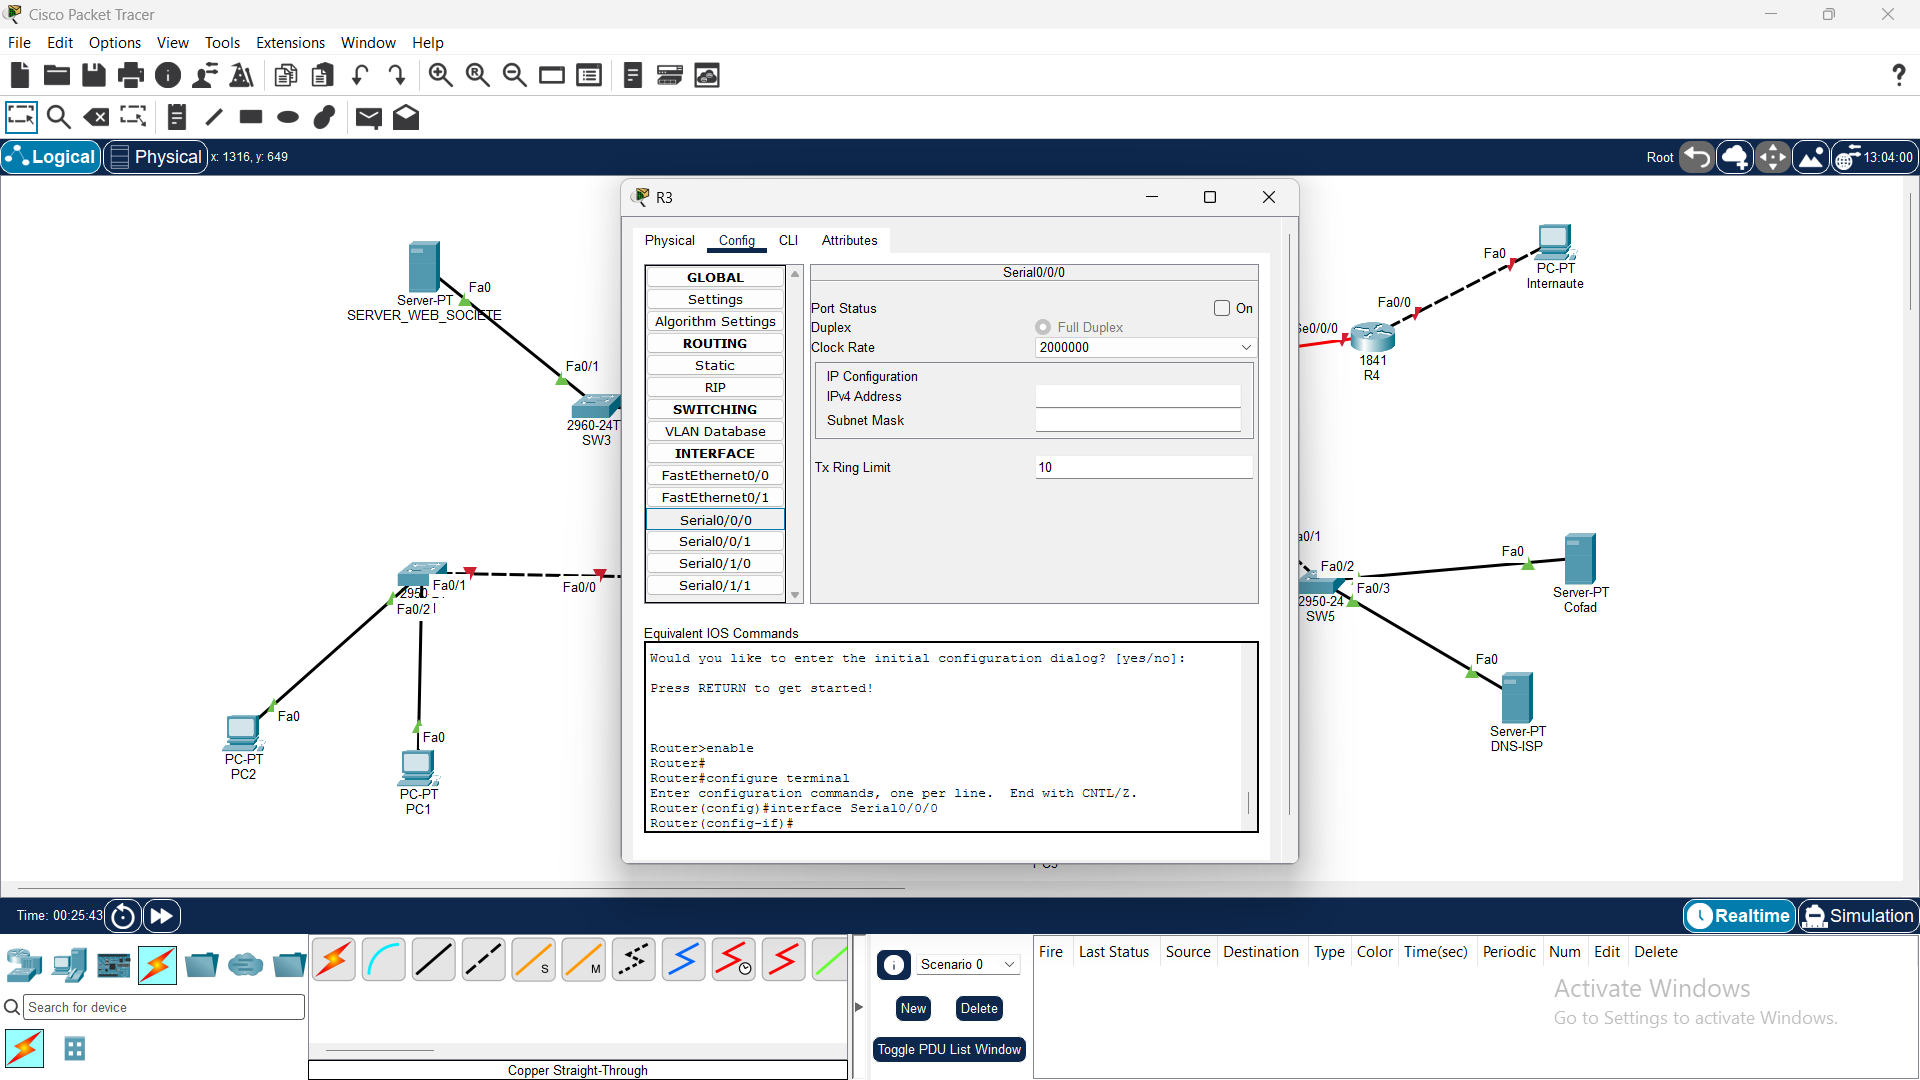 Cisco Packet Tracer
File Edit Options View Tools Extensions Window Help
Logical Physical x: 1316, y: 649 Root 13:04:00
R3
Physical Config CLI Attributes
GLOBAL
Settings
Algorithm Settings
ROUTING
Static
RIP
SWITCHING
VLAN Database
INTERFACE
FastEthernet0/0
FastEthernet0/1
Serial0/0/0
Serial0/0/1
Serial0/1/0
Serial0/1/1
Serial0/0/0
Port Status On
Duplex Full Duplex
Clock Rate 2000000
IP Configuration
IPv4 Address
Subnet Mask
Tx Ring Limit 10
Equivalent IOS Commands
Would you like to enter the initial configuration dialog? [yes/no]:
Press RETURN to get started!
Router>enable
Router#
Router#configure terminal
Enter configuration commands, one per line. End with CNTL/Z.
Router(config)#interface Serial0/0/0
Router(config-if)#
Fa0
Server-PT
SERVER_WEB_SOCIETE
Fa0/1
2960-24T
SW3
Fa0/1
Fa0/0
2950-
Fa0/2
Fa0
PC-PT
PC2
Fa0
PC-PT
PC1
Fa0
PC-PT
Internaute
Fa0/0
Se0/0/0
1841
R4
a0/1
Fa0/2
Fa0
Fa0/3
2950-24
SW5
Server-PT
Cofad
Fa0
Server-PT
DNS-ISP
Time: 00:25:43 Realtime Simulation
S
M
Search for device
Copper Straight-Through
Scenario 0
New Delete
Toggle PDU List Window
Fire Last Status Source Destination Type Color Time(sec) Periodic Num Edit Delete
Activate Windows
Go to Settings to activate Windows.